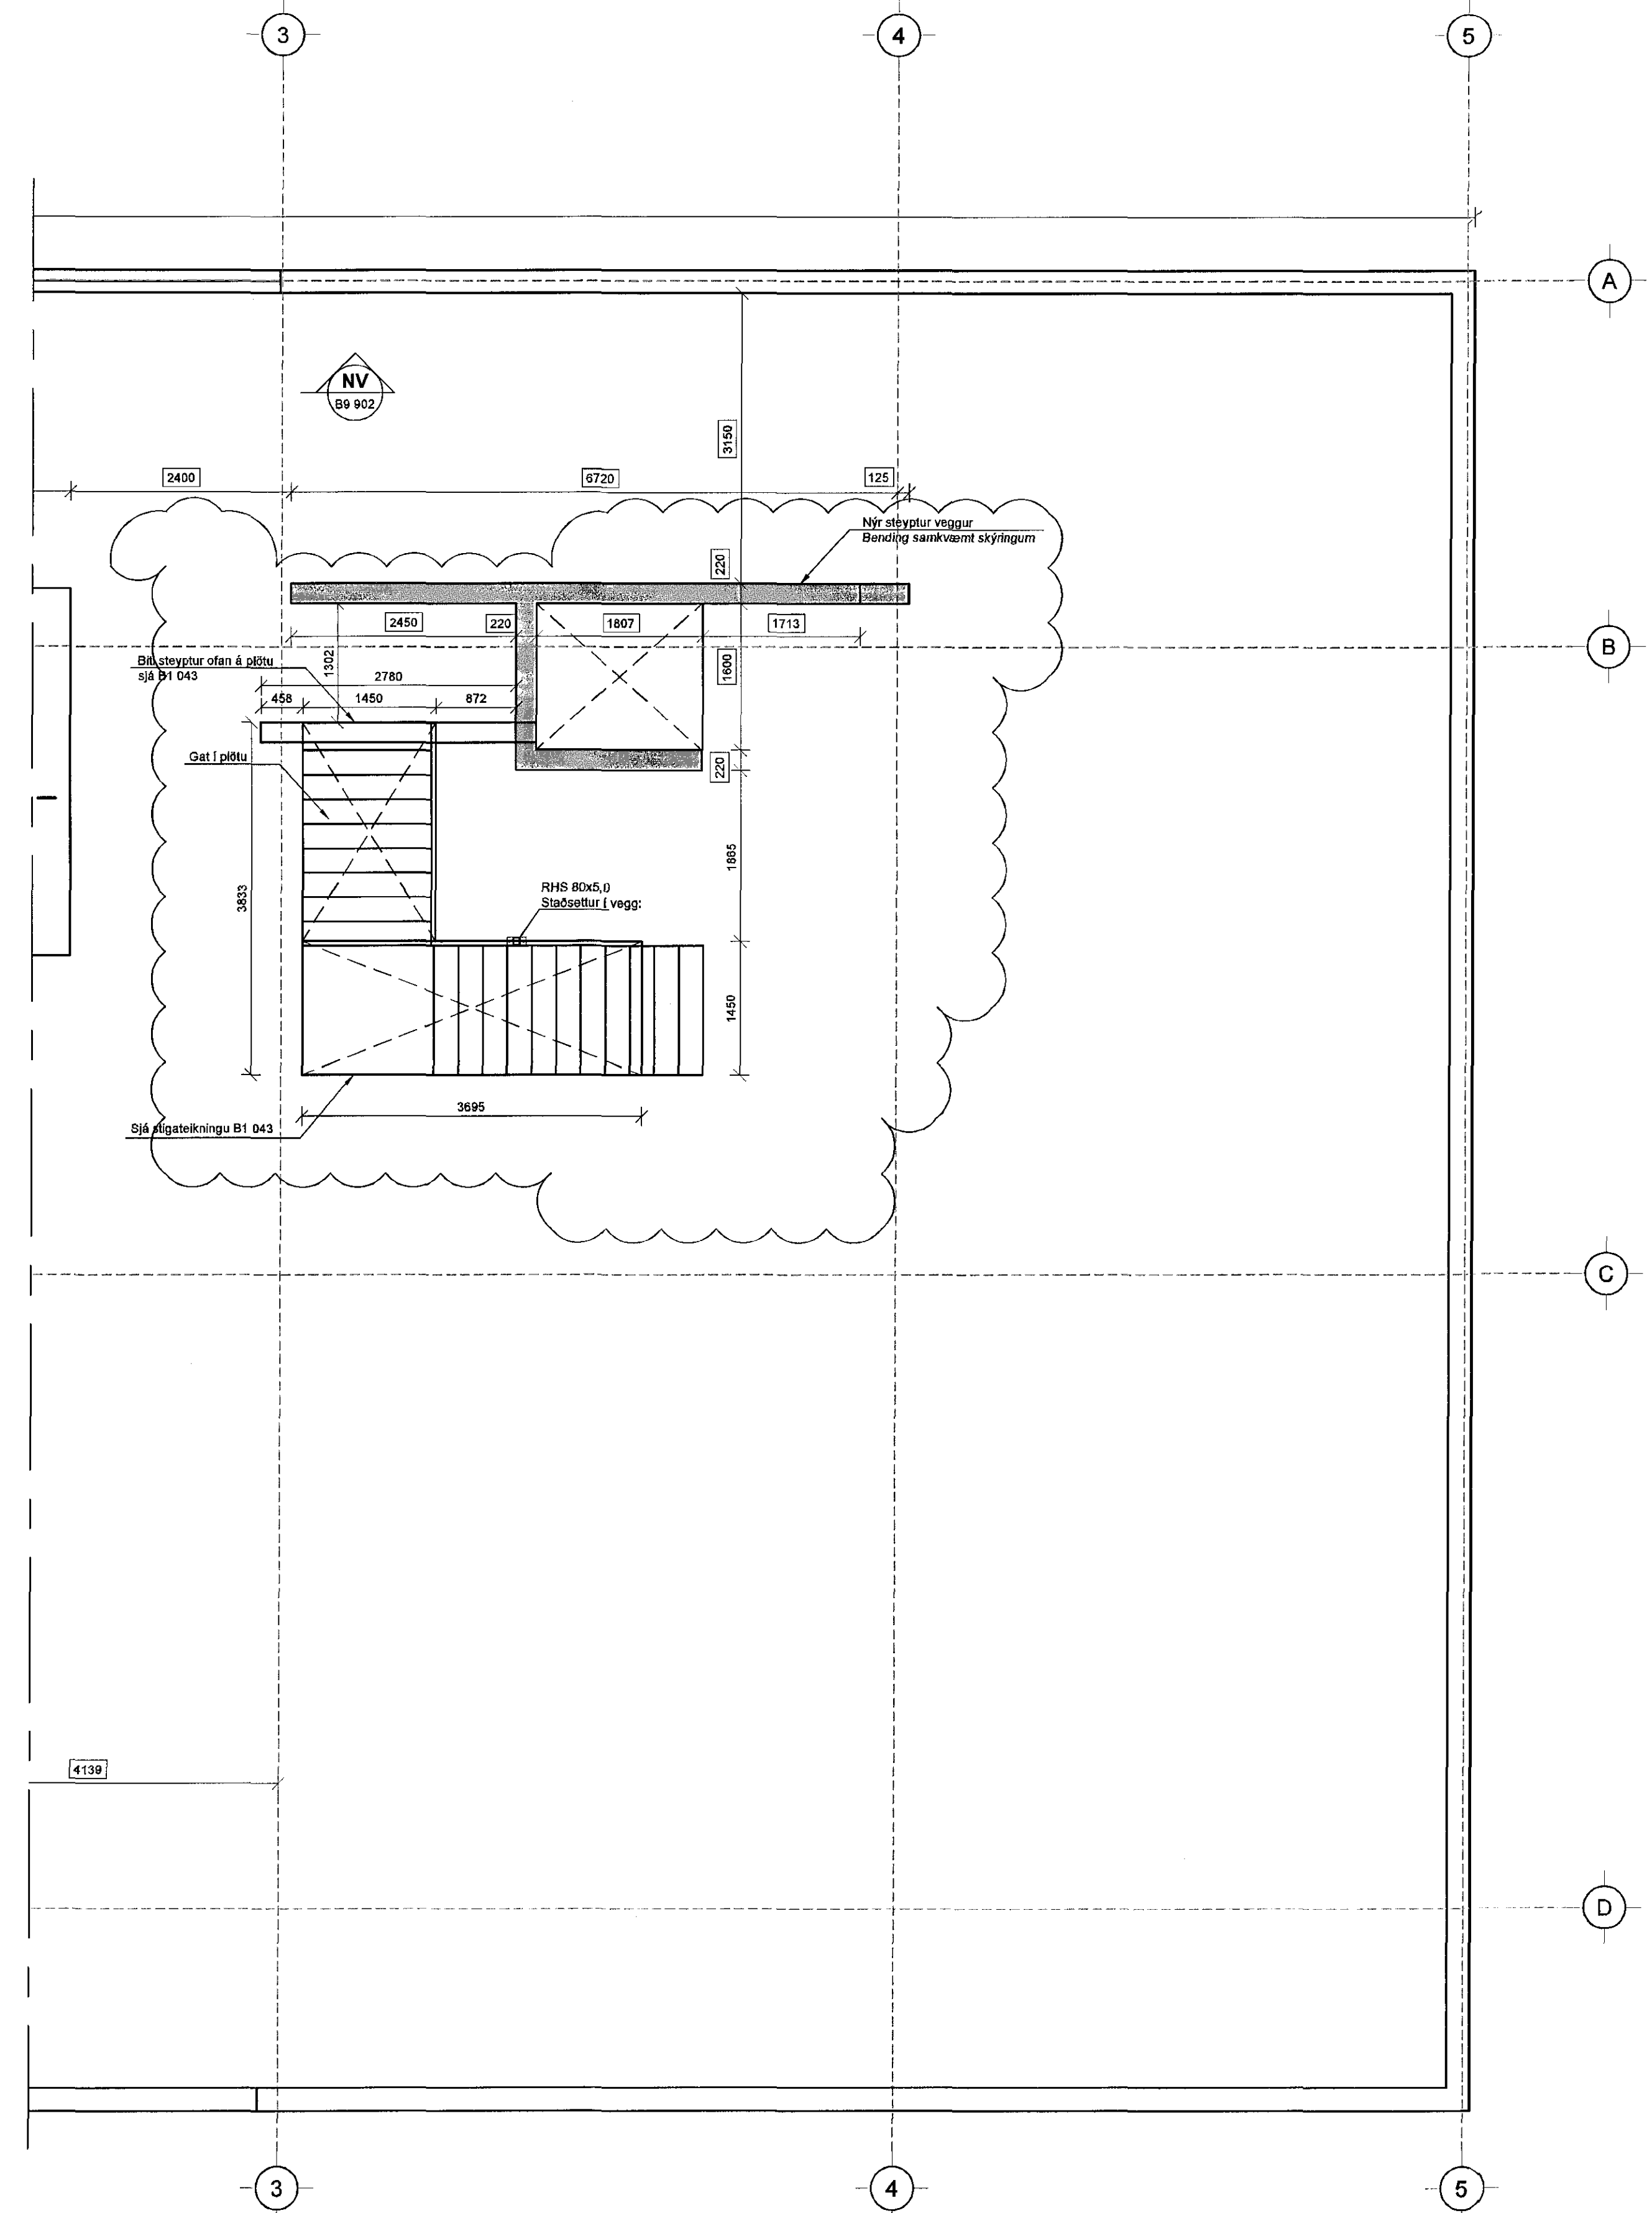 3
4
5
A
NV
B9 902
3150
2400
6720
125
Nýr steyptur veggur
Bending samkvæmt skýringum
220
2450
220
1807
1713
B
1302
1600
Biti steyptur ofan á plötu
sjá B1 043
2780
458
1450
872
Gat í plötu
220
1865
3833
RHS 80x5,0
Staðsettur í vegg:
1450
3695
Sjá stigateikningu B1 043
C
4139
D
3
4
5